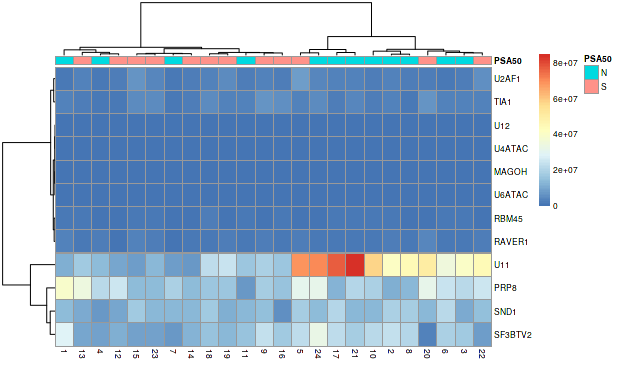 PSA50
U2AF1
TIA1
U12
U4ATAC
MAGOH
U6ATAC
RBM45
RAVER1
U11
PRP8
SND1
SF3BTV2
1 13 4 12 15 23 7 14 18 19 11 9 16 5 24 17 21 10 2 8 20 6 3 22
8e+07
6e+07
4e+07
2e+07
0
PSA50
N
S